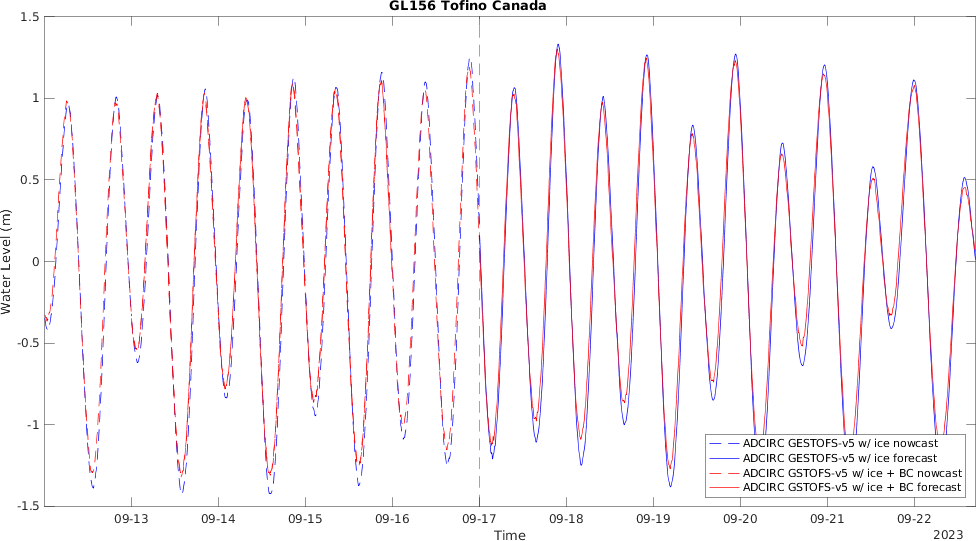 GL156 Tofino Canada
1.5
1
0.5
0
-0.5
-1
-1.5
Water Level (m)
ADCIRC GESTOFS-v5 w/ ice nowcast
ADCIRC GESTOFS-v5 w/ ice forecast
ADCIRC GSTOFS-v5 w/ ice + BC nowcast
ADCIRC GSTOFS-v5 w/ ice + BC forecast
09-13 09-14 09-15 09-16 09-17 09-18 09-19 09-20 09-21 09-22
Time
2023